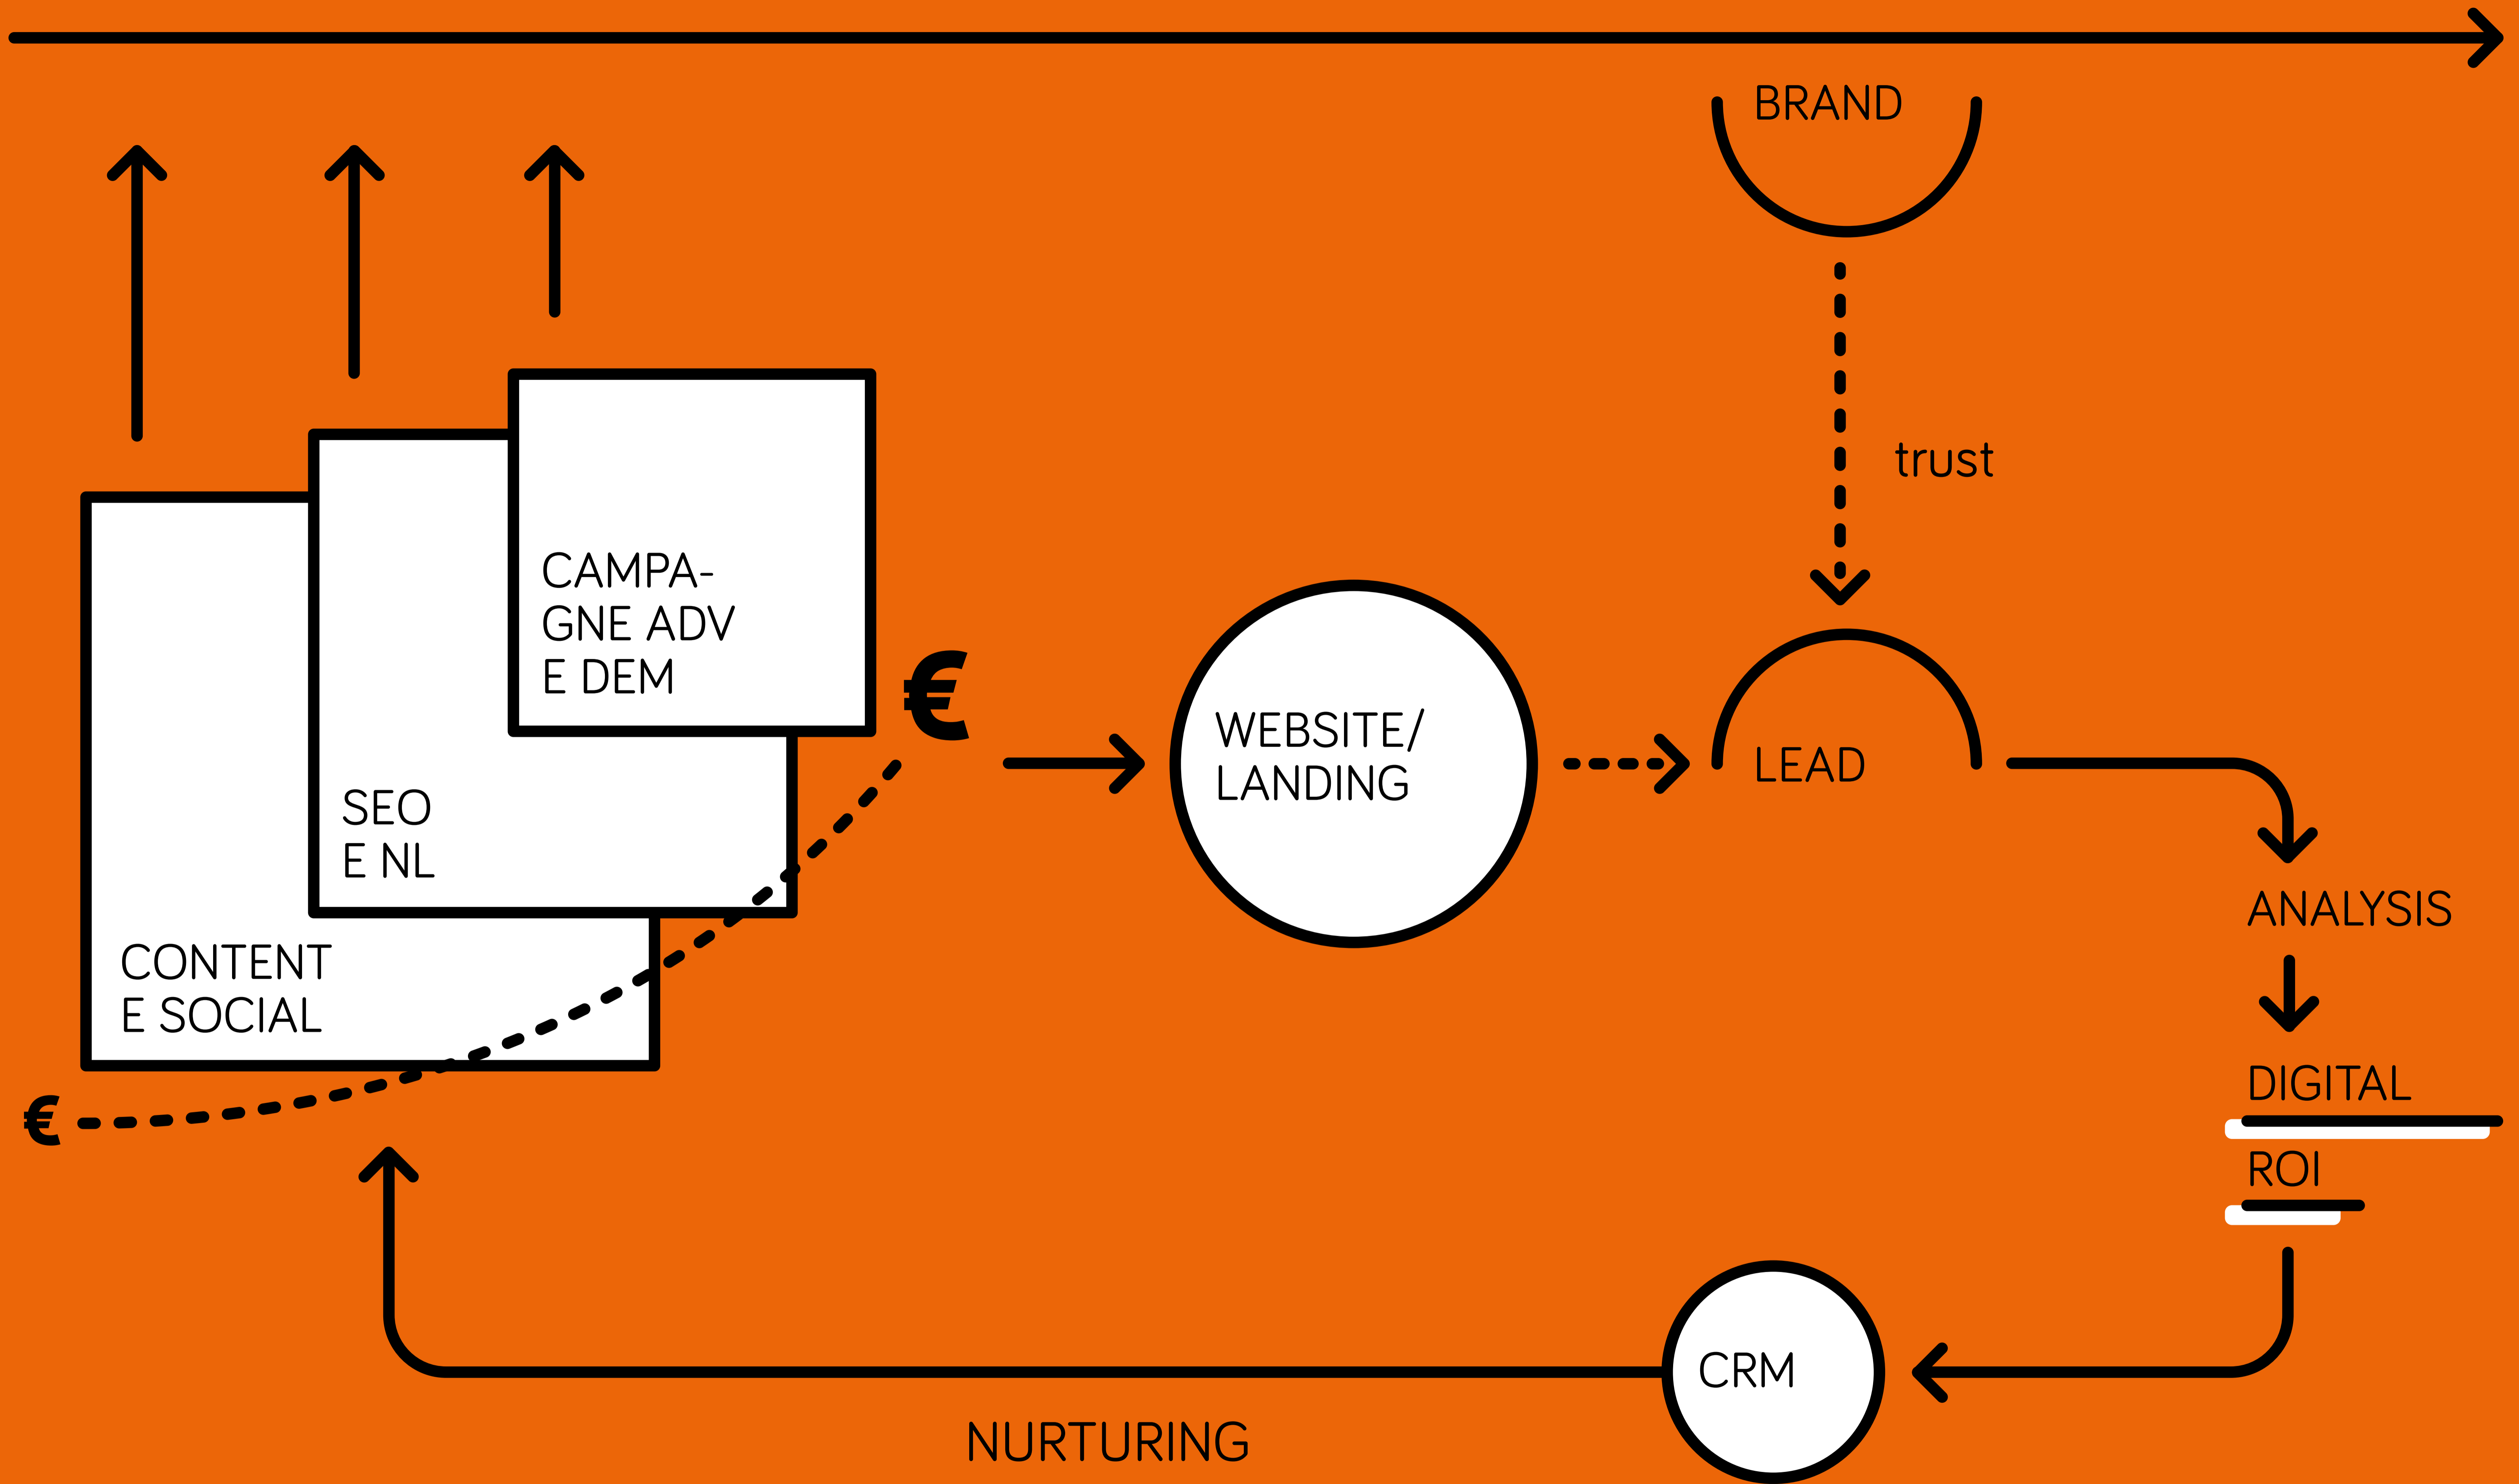 BRAND
trust
CAMPA-
GNE ADV
E DEM
€
SEO
E NL
CONTENT
E SOCIAL
€
WEBSITE/
LANDING
LEAD
ANALYSIS
DIGITAL
ROI
CRM
NURTURING